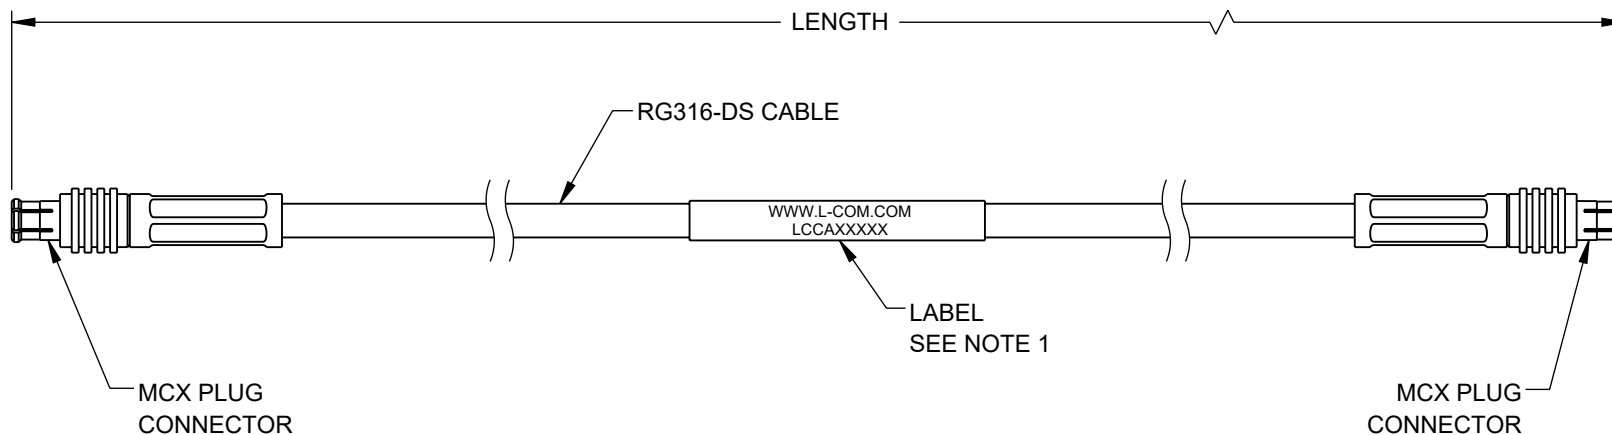 LENGTH
RG316-DS CABLE
WWW.L-COM.COM
LCCAXXXXX
LABEL
SEE NOTE 1
MCX PLUG
CONNECTOR
MCX PLUG
CONNECTOR